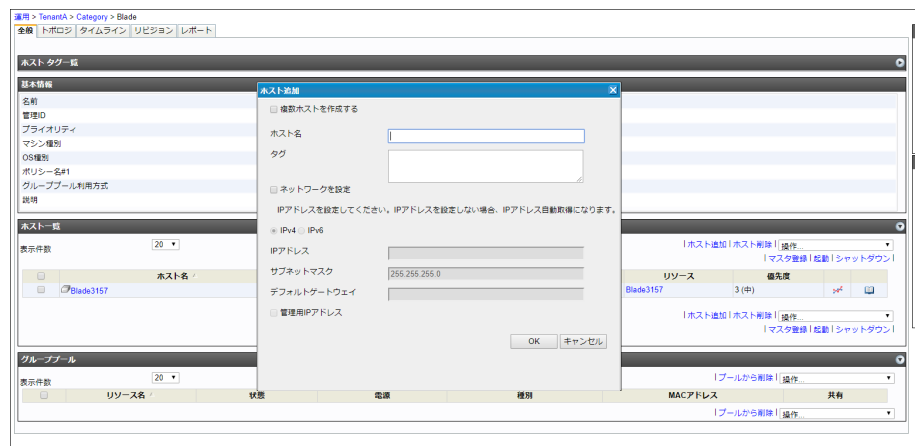 運用 > TenantA > Category > Blade
全般 トポロジ タイムライン リビジョン レポート
ホスト タグ一覧
基本情報
名前
管理ID
プライオリティ
マシン種別
OS種別
ポリシー名#1
グループプール利用方式
説明
ホスト追加
複数ホストを作成する
ホスト名
タグ
ネットワークを設定
IPアドレスを設定してください。IPアドレスを設定しない場合、IPアドレス自動取得になります。
IPv4 IPv6
IPアドレス
サブネットマスク 255.255.255.0
デフォルトゲートウェイ
管理用IPアドレス
OK キャンセル
ホスト一覧
表示件数 20
| ホスト追加 | ホスト削除 | 操作...
| マスタ登録 | 起動 | シャットダウン |
ホスト名 リソース 優先度
Blade3157 Blade3157 3 (中)
| ホスト追加 | ホスト削除 | 操作...
| マスタ登録 | 起動 | シャットダウン |
グループプール
表示件数 20 | プールから削除 | 操作...
リソース名 状態 電源 種別 MACアドレス 共有
| プールから削除 | 操作...